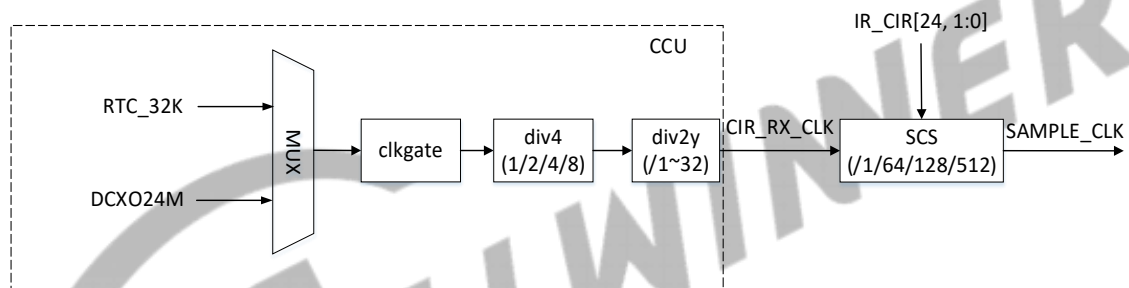 IR_CIR[24, 1:0]
CCU
RTC_32K
MUX
clkgate
div4
(1/2/4/8)
div2y
(/1~32)
CIR_RX_CLK
SCS
(/1/64/128/512)
SAMPLE_CLK
DCXO24M
ALLWINNER